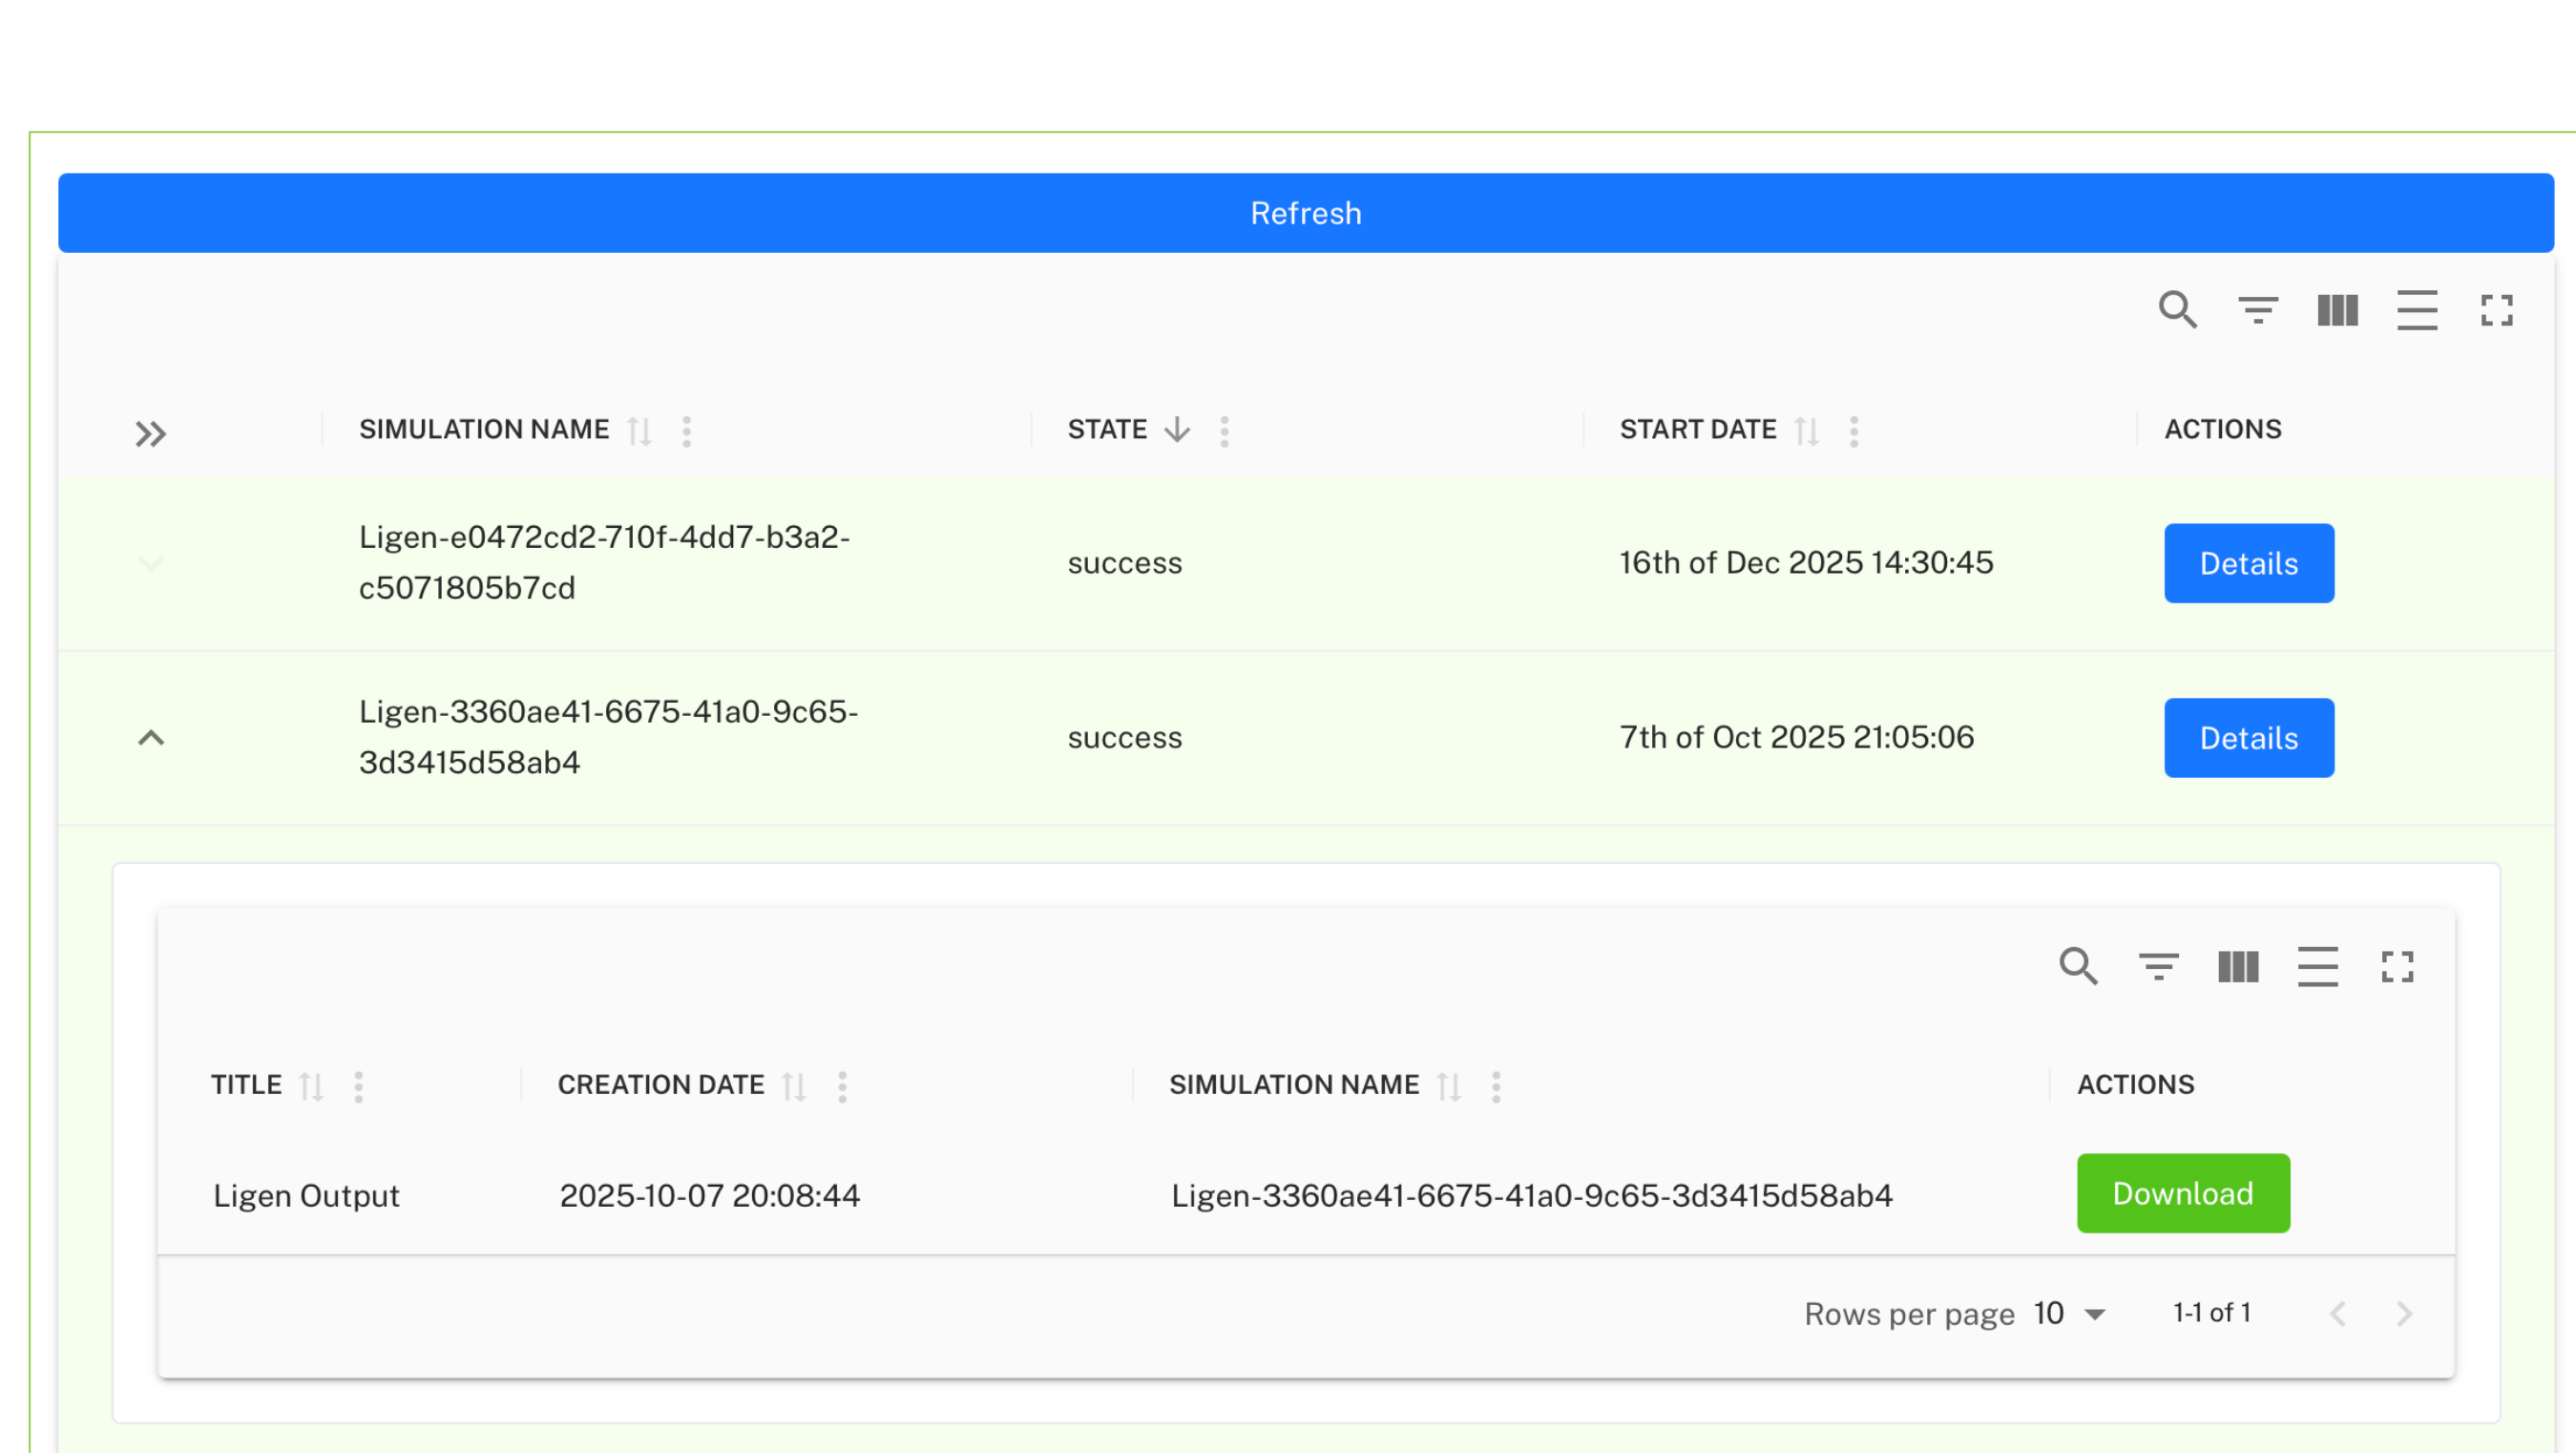 Refresh
SIMULATION NAME STATE START DATE ACTIONS
Ligen-e0472cd2-710f-4dd7-b3a2-
c5071805b7cd
success
16th of Dec 2025 14:30:45
Details
Ligen-3360ae41-6675-41a0-9c65-
3d3415d58ab4
success
7th of Oct 2025 21:05:06
Details
TITLE CREATION DATE SIMULATION NAME ACTIONS
Ligen Output 2025-10-07 20:08:44 Ligen-3360ae41-6675-41a0-9c65-3d3415d58ab4 Download
Rows per page 10 1-1 of 1